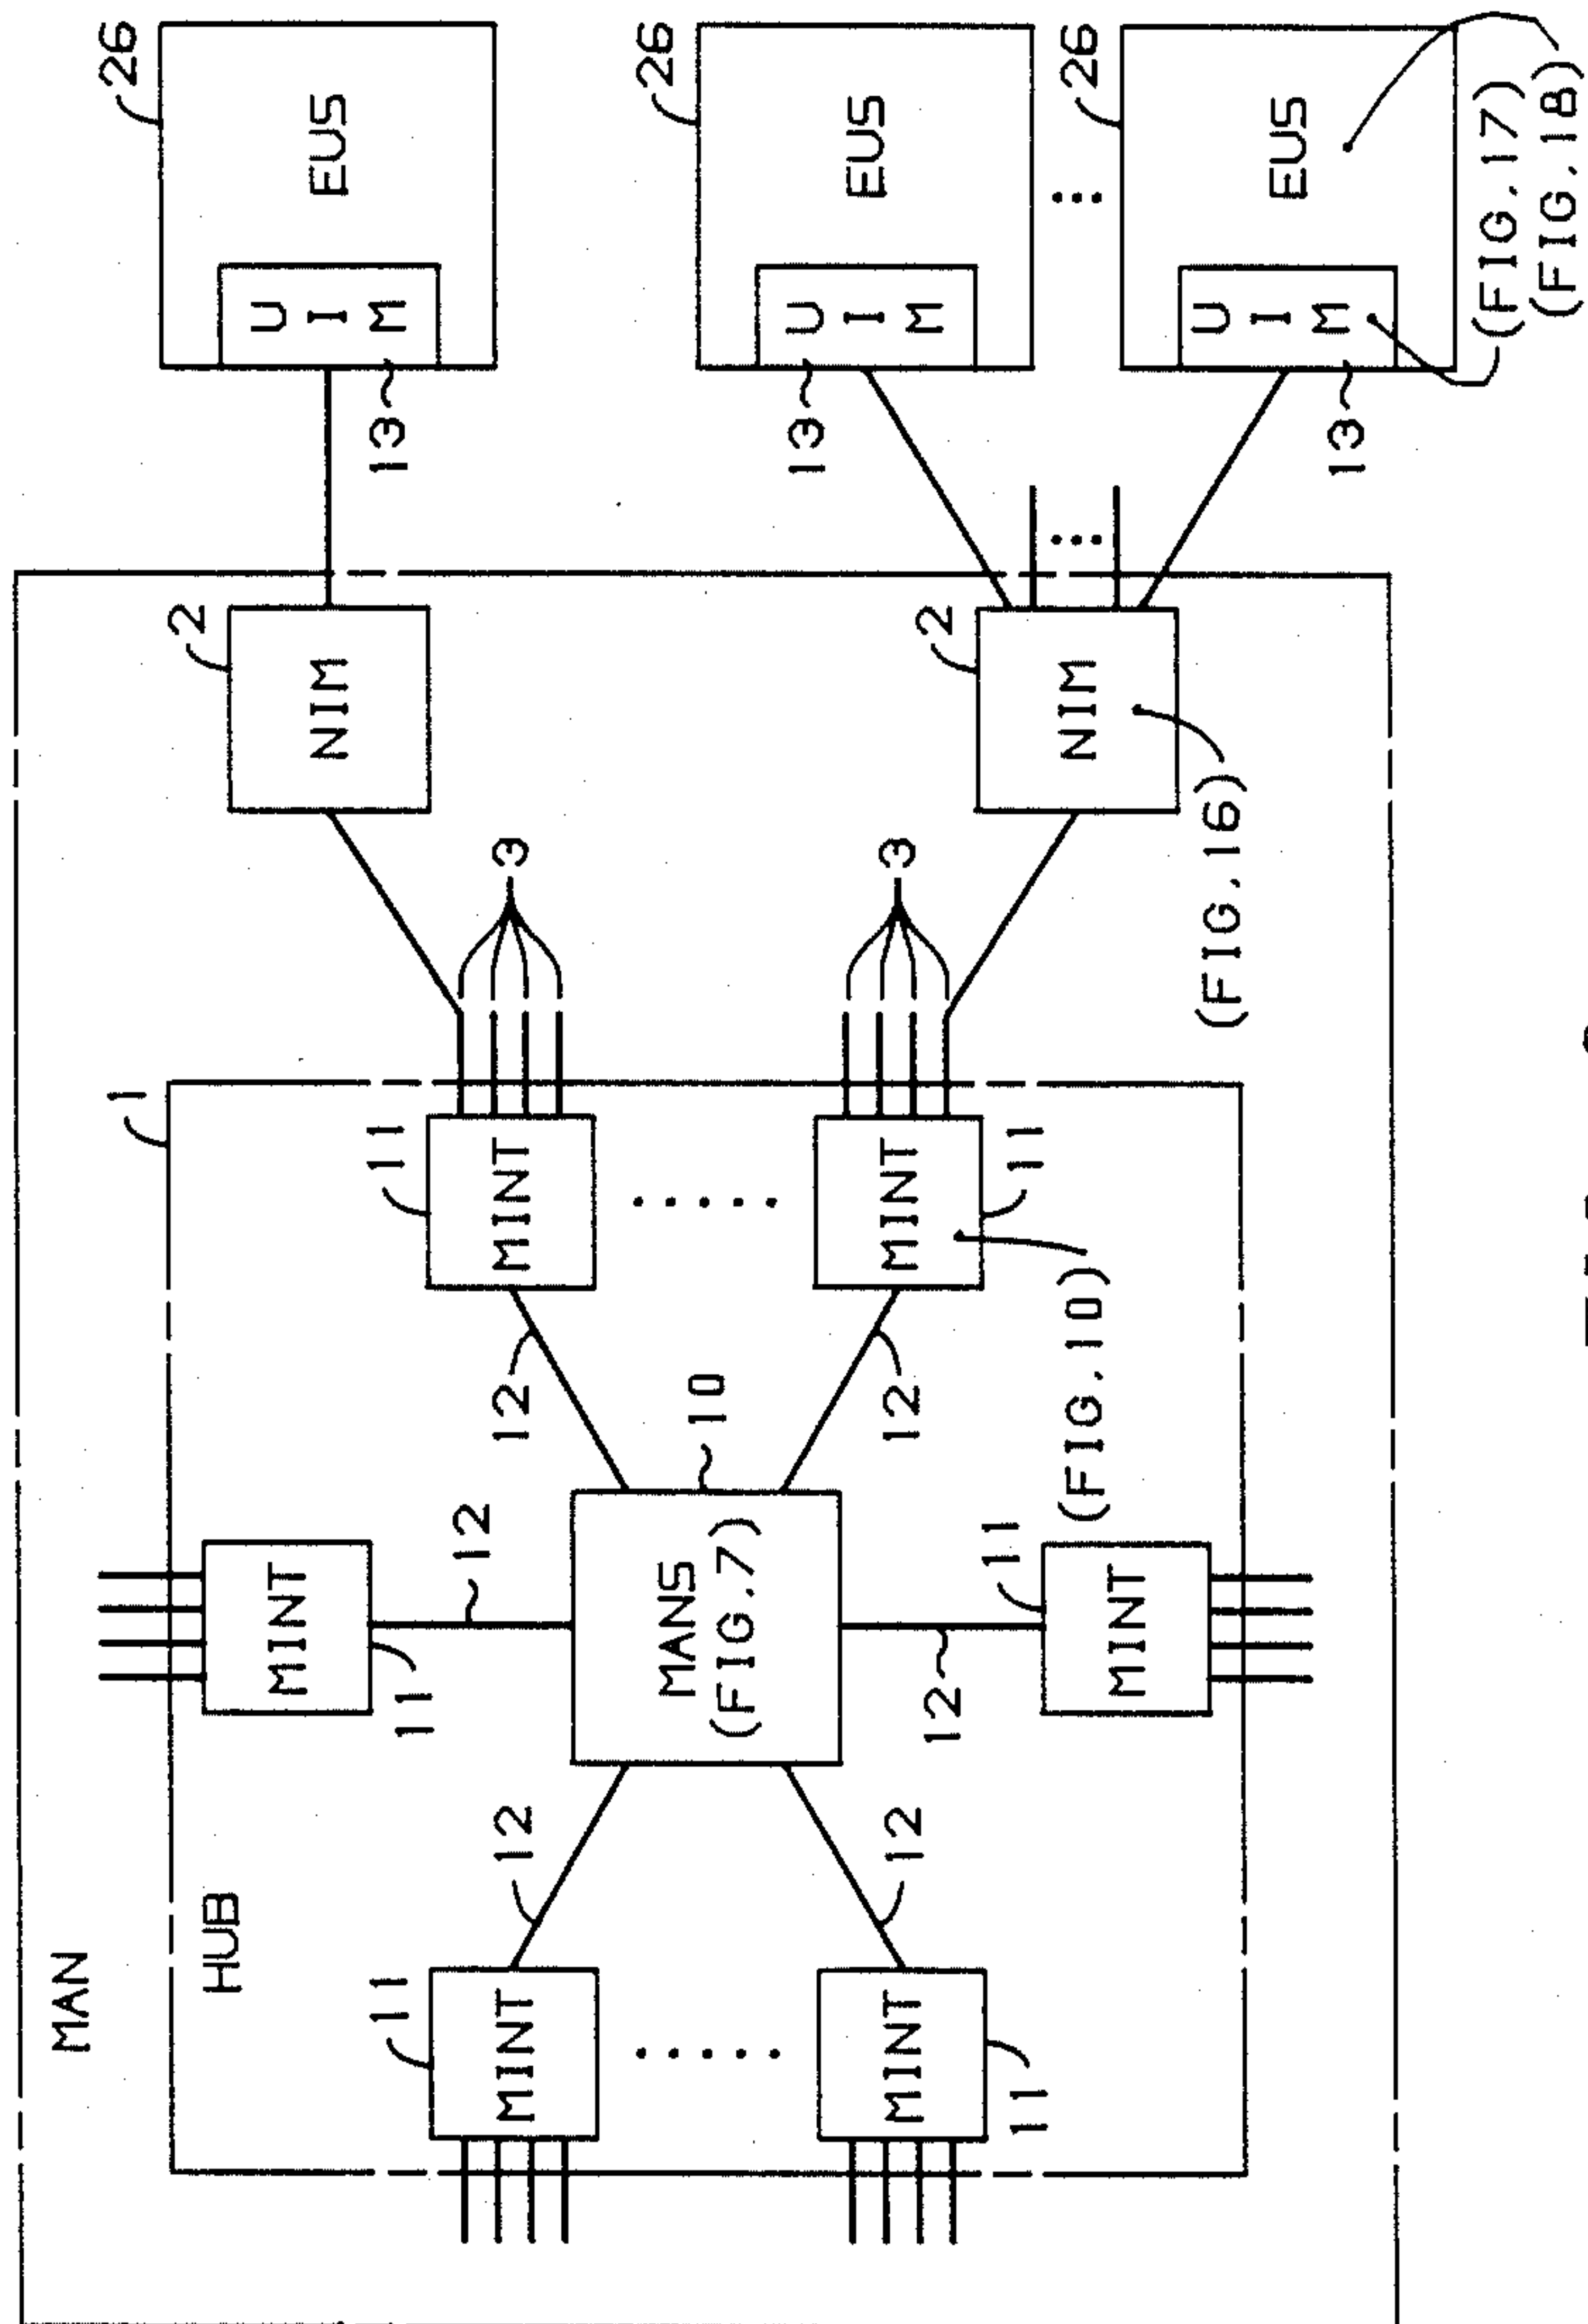 MAN
HUB
1
MINT
11
MINT
11
MINT
11
MINT
11
MINT
11
MINT
11
12
12
12
12
12
12
MANS
(FIG.7)
10
(FIG.10)
3
3
NIM
2
NIM
2
(FIG.16)
EUS
26
UIM
13
EUS
26
UIM
13
EUS
26
UIM
13
(FIG.17)
(FIG.18)